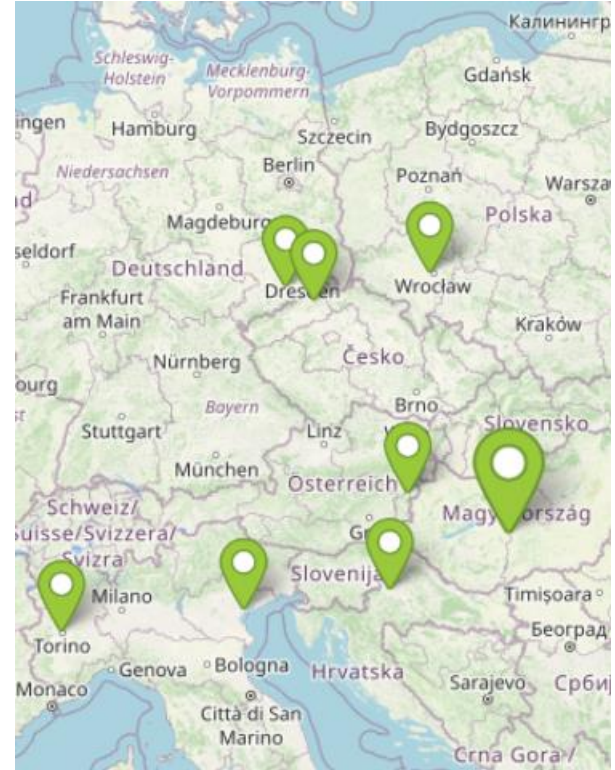 Калинингр
Schleswig-
Holstein
Mecklenburg-
Vorpommern
Gdańsk
ingen
Hamburg
Szczecin
Bydgoszcz
Niedersachsen
Berlin
Poznań
Warsza
Magdeburg
Polska
seldorf
Deutschland
Dresden
Wrocław
Frankfurt
am Main
Kraków
Česko
Nürnberg
ourg
Bayern
Brno
Stuttgart
Linz
Slovensko
München
Österreich
Magyarország
Schweiz/
Suisse/Svizzera/
Svizra
Slovenija
Milano
Timișoara
Torino
Београд
Genova
Bologna
Hrvatska
Sarajevo
Србиј
Monaco
Città di San
Marino
Crna Gora /